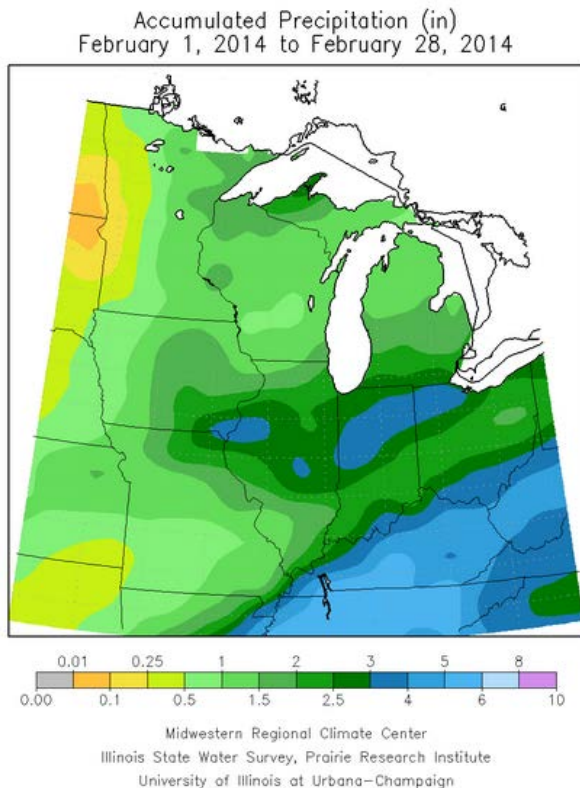 Accumulated Precipitation (in)
February 1, 2014 to February 28, 2014
0.01 0.25 1 2 3 5 8
0.00 0.1 0.5 1.5 2.5 4 6 10
Midwestern Regional Climate Center
Illinois State Water Survey, Prairie Research Institute
University of Illinois at Urbana-Champaign